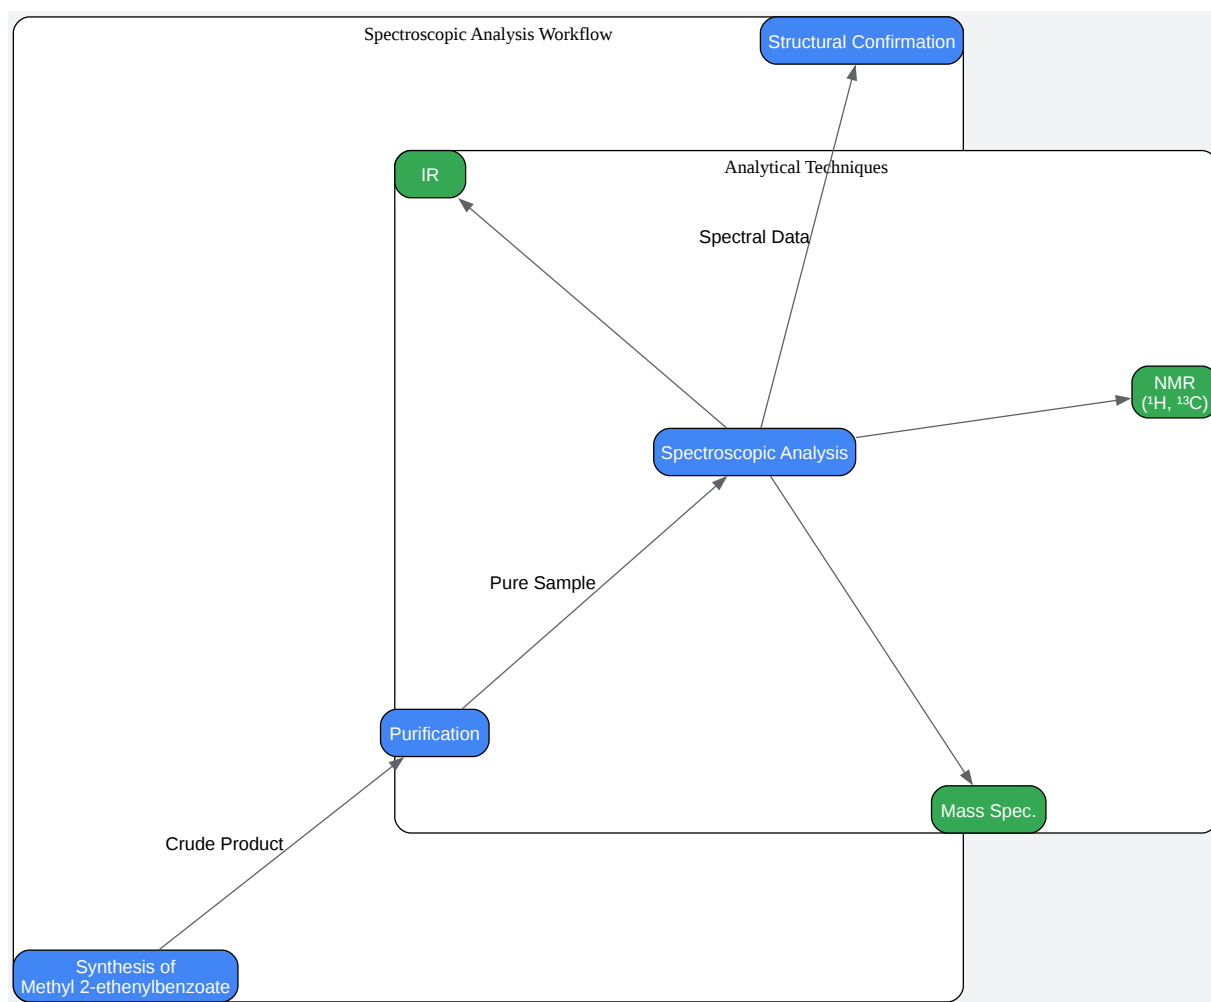 Spectroscopic Analysis Workflow
Structural Confirmation
Analytical Techniques
IR
Spectral Data
NMR
(¹H, ¹³C)
Spectroscopic Analysis
Pure Sample
Purification
Mass Spec.
Crude Product
Synthesis of
Methyl 2-ethenylbenzoate